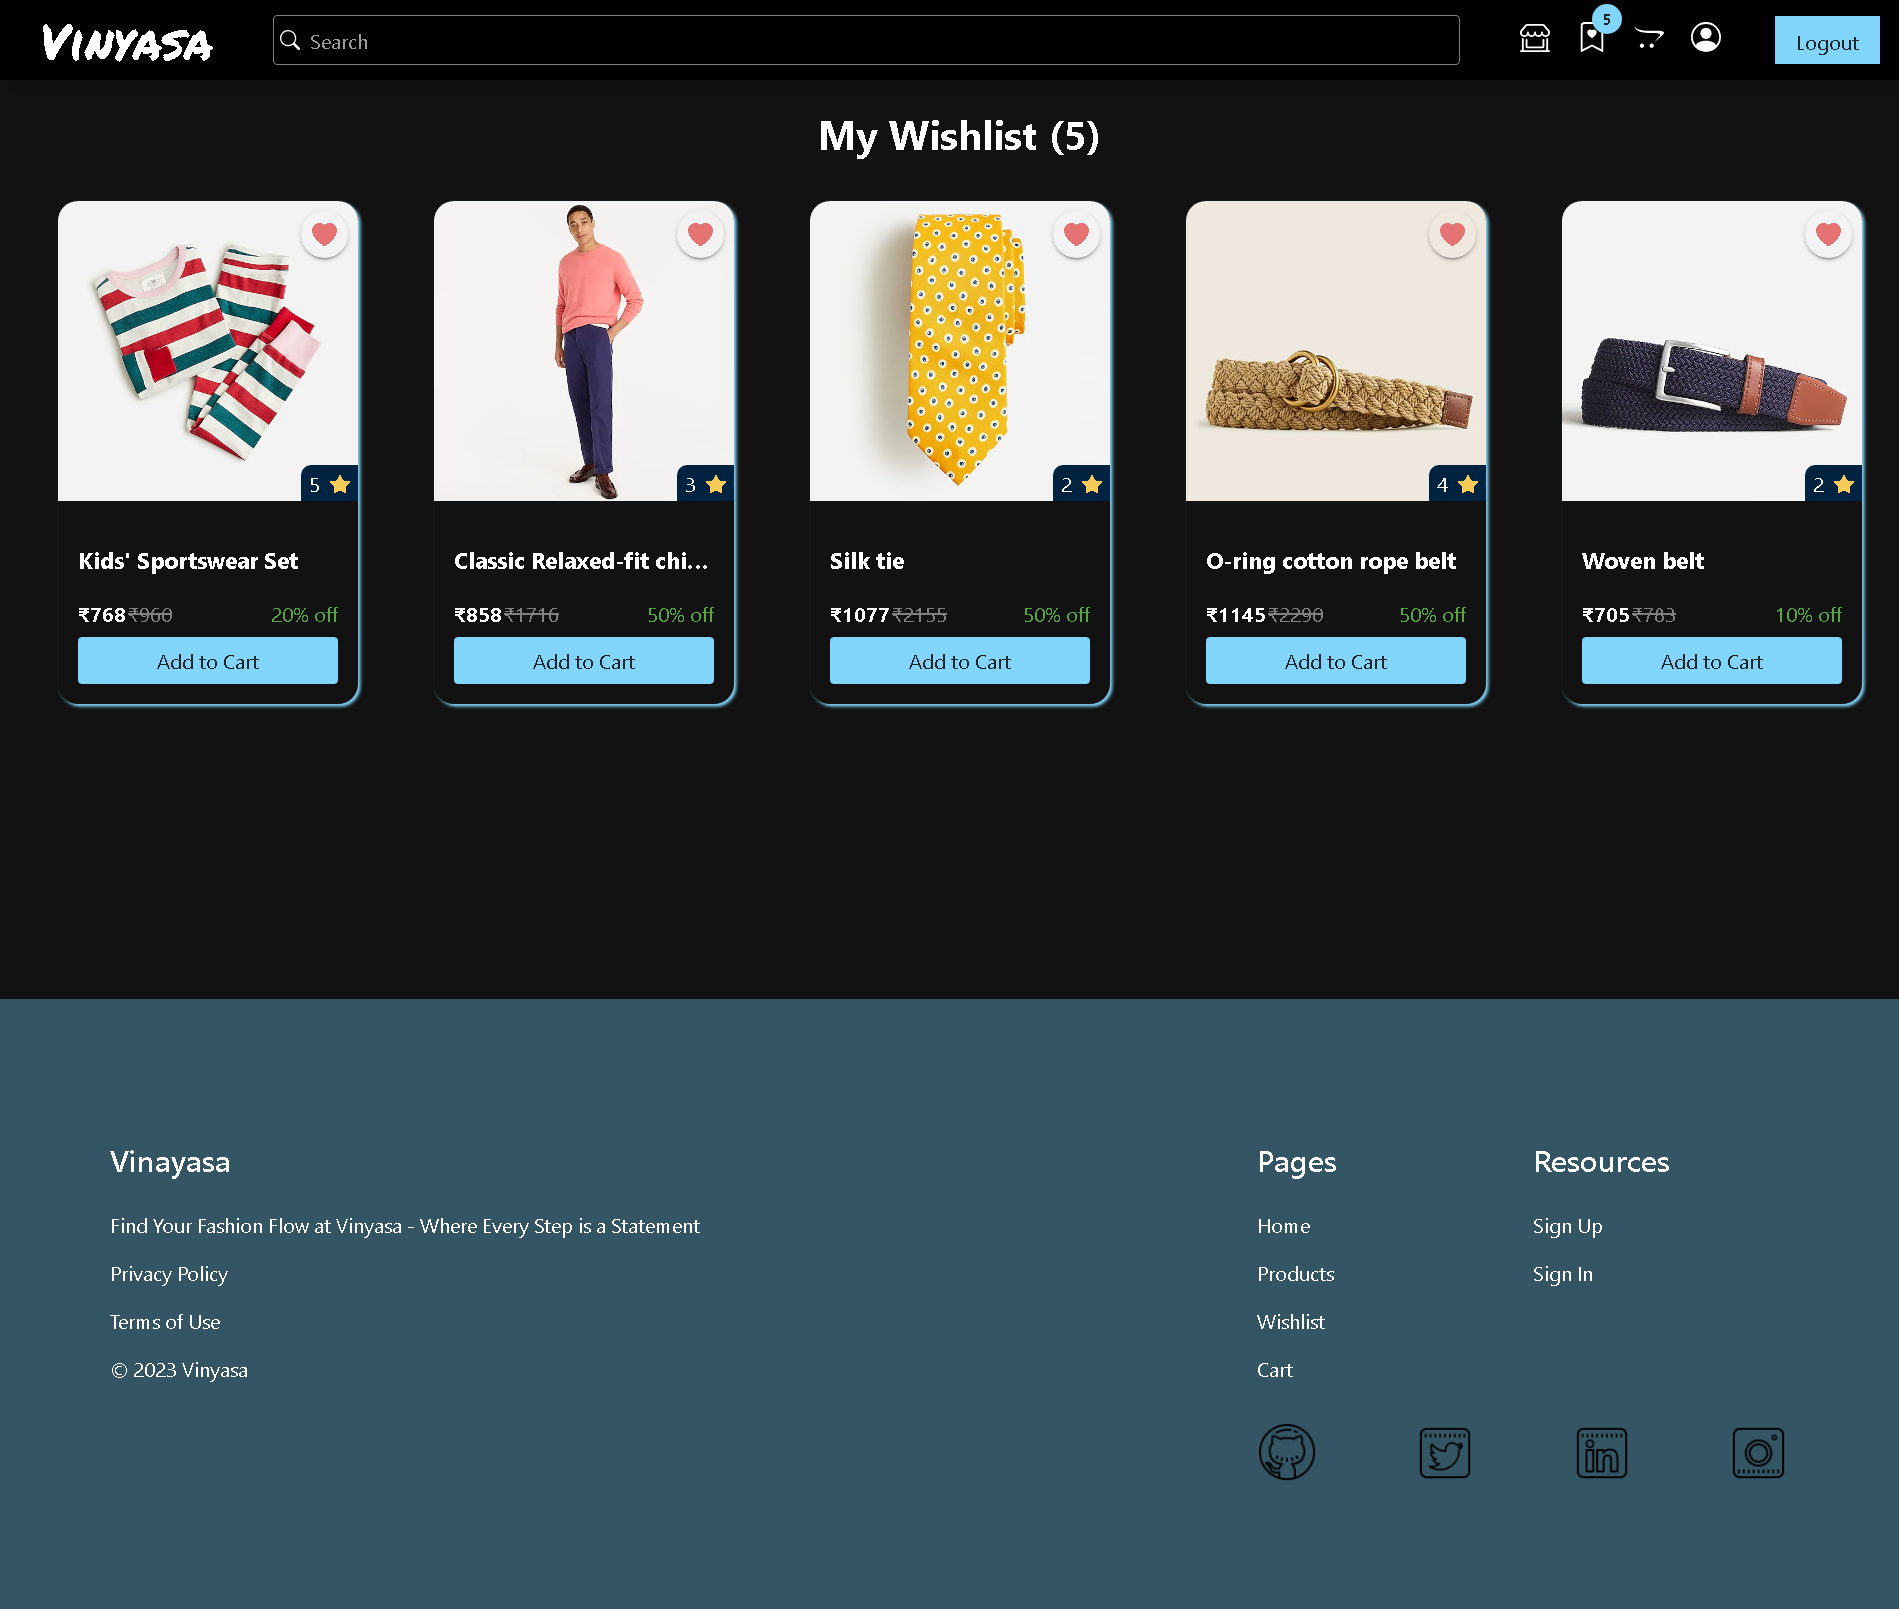 VINYASA
Search
5
Logout
My Wishlist (5)
5
3
2
4
2
Kids' Sportswear Set
Classic Relaxed-fit chi...
Silk tie
O-ring cotton rope belt
Woven belt
₹768 ₹960 20% off
₹858 ₹1716 50% off
₹1077 ₹2155 50% off
₹1145 ₹2290 50% off
₹705 ₹783 10% off
Add to Cart
Add to Cart
Add to Cart
Add to Cart
Add to Cart
Vinayasa
Find Your Fashion Flow at Vinyasa - Where Every Step is a Statement
Privacy Policy
Terms of Use
© 2023 Vinyasa
Pages
Home
Products
Wishlist
Cart
Resources
Sign Up
Sign In
in